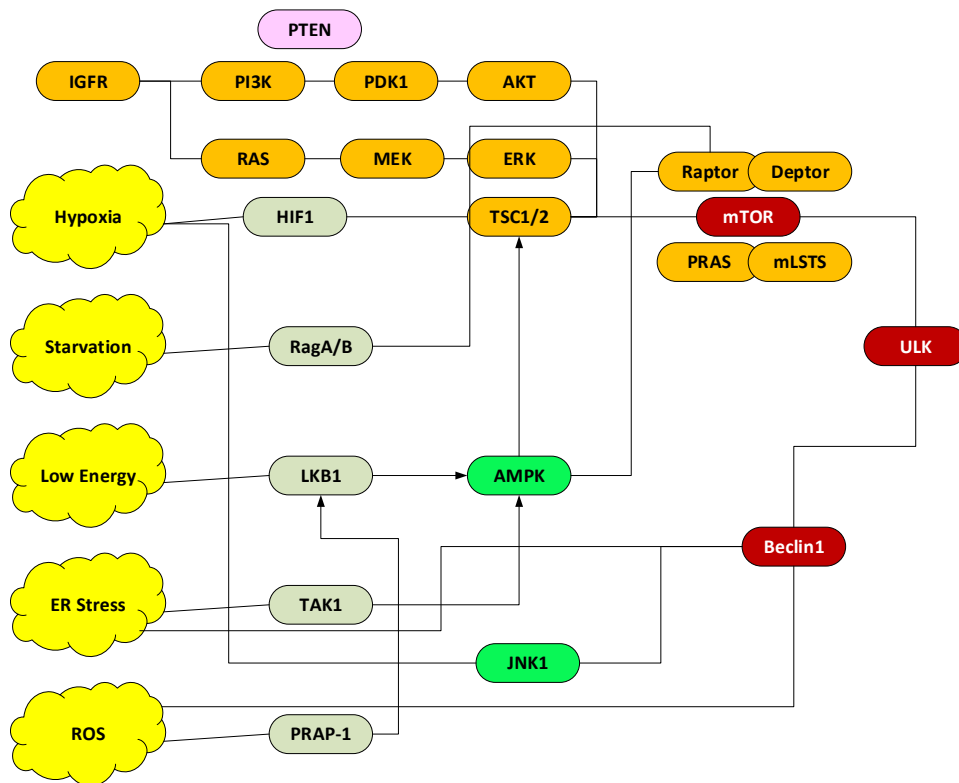 PTEN
IGFR
PI3K
PDK1
AKT
RAS
MEK
ERK
Raptor
Deptor
Hypoxia
HIF1
TSC1/2
mTOR
PRAS
mLSTS
Starvation
RagA/B
ULK
Low Energy
LKB1
AMPK
Beclin1
ER Stress
TAK1
JNK1
ROS
PRAP-1